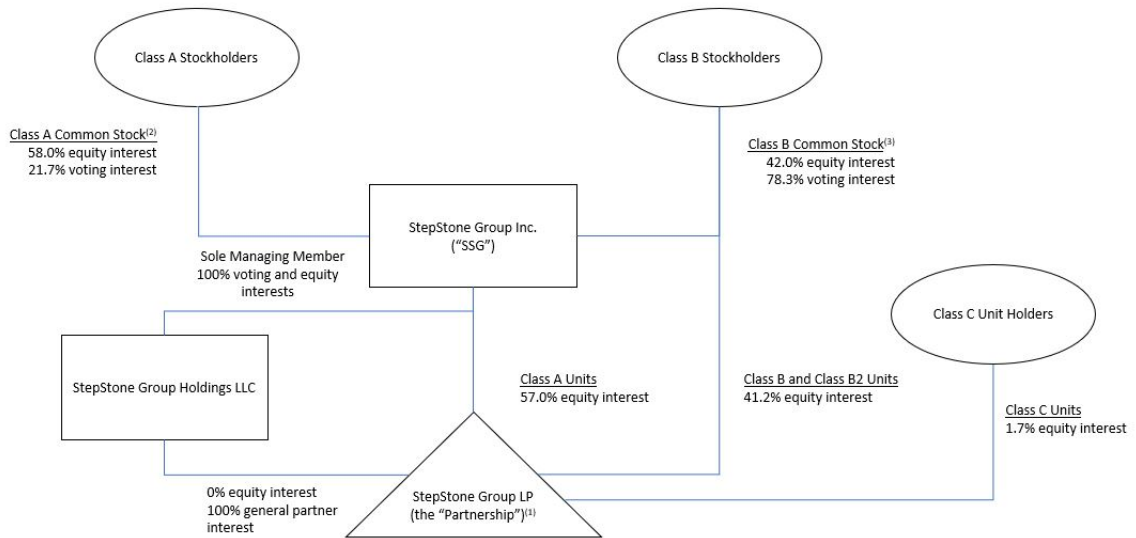 Class A Stockholders
Class B Stockholders
Class A Common Stock(2)
58.0% equity interest
21.7% voting interest
Class B Common Stock(3)
42.0% equity interest
78.3% voting interest
StepStone Group Inc.
(“SSG”)
Sole Managing Member
100% voting and equity
interests
Class C Unit Holders
StepStone Group Holdings LLC
Class A Units
57.0% equity interest
Class B and Class B2 Units
41.2% equity interest
Class C Units
1.7% equity interest
0% equity interest
100% general partner
interest
StepStone Group LP
(the “Partnership”)(1)